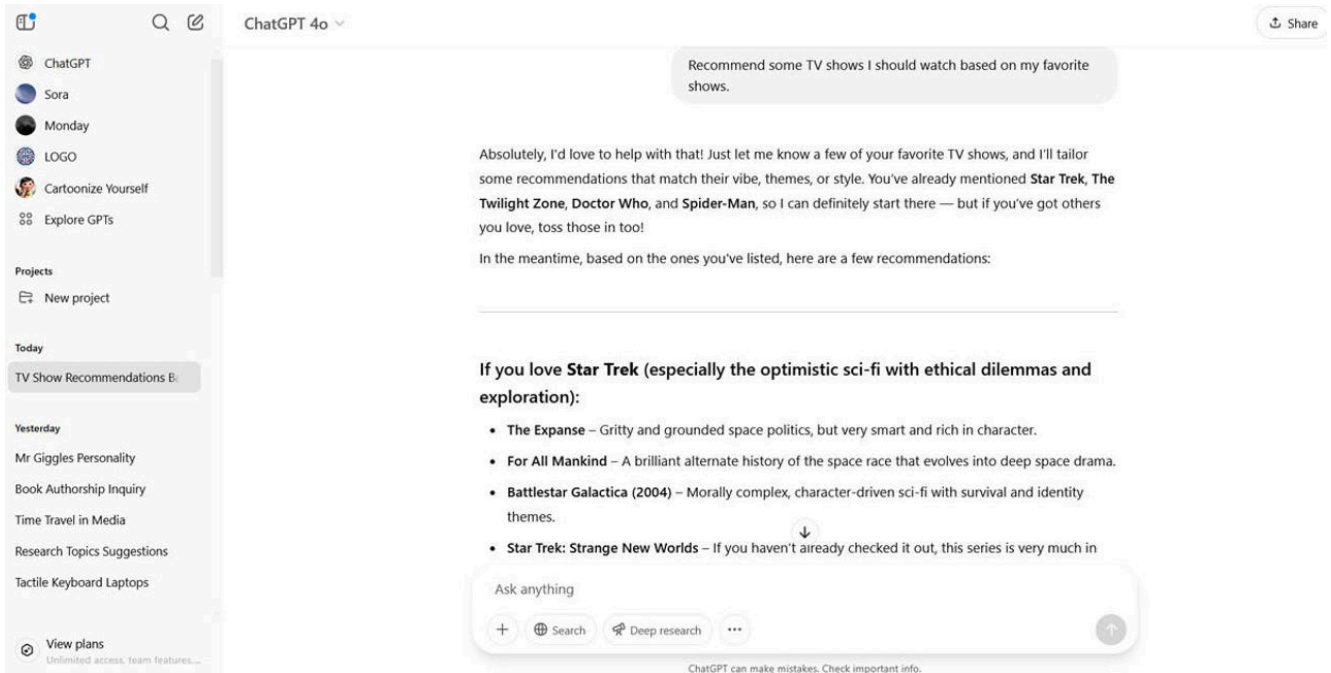 ChatGPT
Sora
Monday
LOGO
Cartoonize Yourself
Explore GPTs
Projects
New project
Today
TV Show Recommendations B
Yesterday
Mr Giggles Personality
Book Authorship Inquiry
Time Travel in Media
Research Topics Suggestions
Tactile Keyboard Laptops
View plans
Unlimited access, team features,...
ChatGPT 4o
Share
Recommend some TV shows I should watch based on my favorite
shows.
Absolutely, I'd love to help with that! Just let me know a few of your favorite TV shows, and I'll tailor
some recommendations that match their vibe, themes, or style. You've already mentioned Star Trek, The
Twilight Zone, Doctor Who, and Spider-Man, so I can definitely start there — but if you've got others
you love, toss those in too!
In the meantime, based on the ones you've listed, here are a few recommendations:
If you love Star Trek (especially the optimistic sci-fi with ethical dilemmas and
exploration):
• The Expanse – Gritty and grounded space politics, but very smart and rich in character.
• For All Mankind – A brilliant alternate history of the space race that evolves into deep space drama.
• Battlestar Galactica (2004) – Morally complex, character-driven sci-fi with survival and identity
themes.
• Star Trek: Strange New Worlds – If you haven't already checked it out, this series is very much in
Ask anything
Search
Deep research
ChatGPT can make mistakes. Check important info.